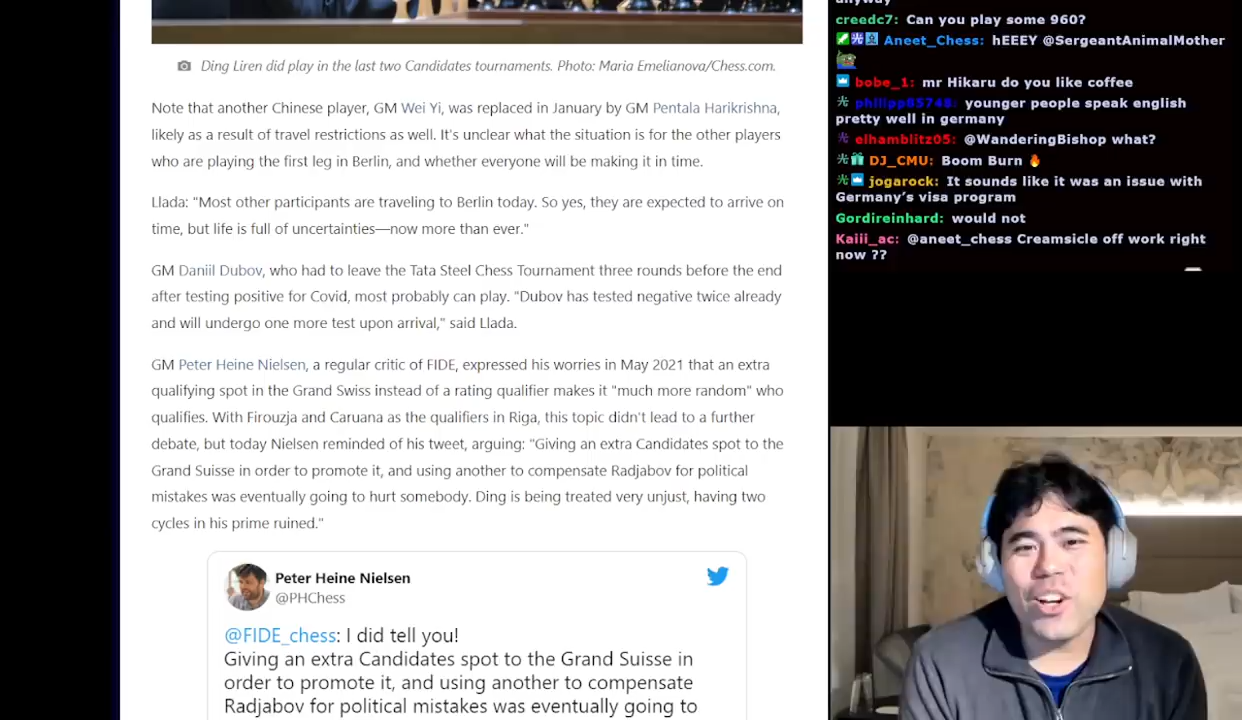 Ding Liren did play in the last two Candidates tournaments. Photo: Maria Emelianova/Chess.com.
Note that another Chinese player, GM Wei Yi, was replaced in January by GM Pentala Harikrishna,
likely as a result of travel restrictions as well. It's unclear what the situation is for the other players
who are playing the first leg in Berlin, and whether everyone will be making it in time.
Llada: "Most other participants are traveling to Berlin today. So yes, they are expected to arrive on
time, but life is full of uncertainties—now more than ever."
GM Daniil Dubov, who had to leave the Tata Steel Chess Tournament three rounds before the end
after testing positive for Covid, most probably can play. "Dubov has tested negative twice already
and will undergo one more test upon arrival," said Llada.
GM Peter Heine Nielsen, a regular critic of FIDE, expressed his worries in May 2021 that an extra
qualifying spot in the Grand Swiss instead of a rating qualifier makes it "much more random" who
qualifies. With Firouzja and Caruana as the qualifiers in Riga, this topic didn't lead to a further
debate, but today Nielsen reminded of his tweet, arguing: "Giving an extra Candidates spot to the
Grand Suisse in order to promote it, and using another to compensate Radjabov for political
mistakes was eventually going to hurt somebody. Ding is being treated very unjust, having two
cycles in his prime ruined."
Peter Heine Nielsen
@PHChess
@FIDE_chess: I did tell you!
Giving an extra Candidates spot to the Grand Suisse in
order to promote it, and using another to compensate
Radjabov for political mistakes was eventually going to
anyway
creedc7: Can you play some 960?
Aneet_Chess: hEEEY @SergeantAnimalMother
bobe_1: mr Hikaru do you like coffee
philipp85748: younger people speak english
pretty well in germany
elhamblitz05: @WanderingBishop what?
DJ_CMU: Boom Burn
jogarock: It sounds like it was an issue with
Germany's visa program
Gordireinhard: would not
Kaiii_ac: @aneet_chess Creamsicle off work right
now ??